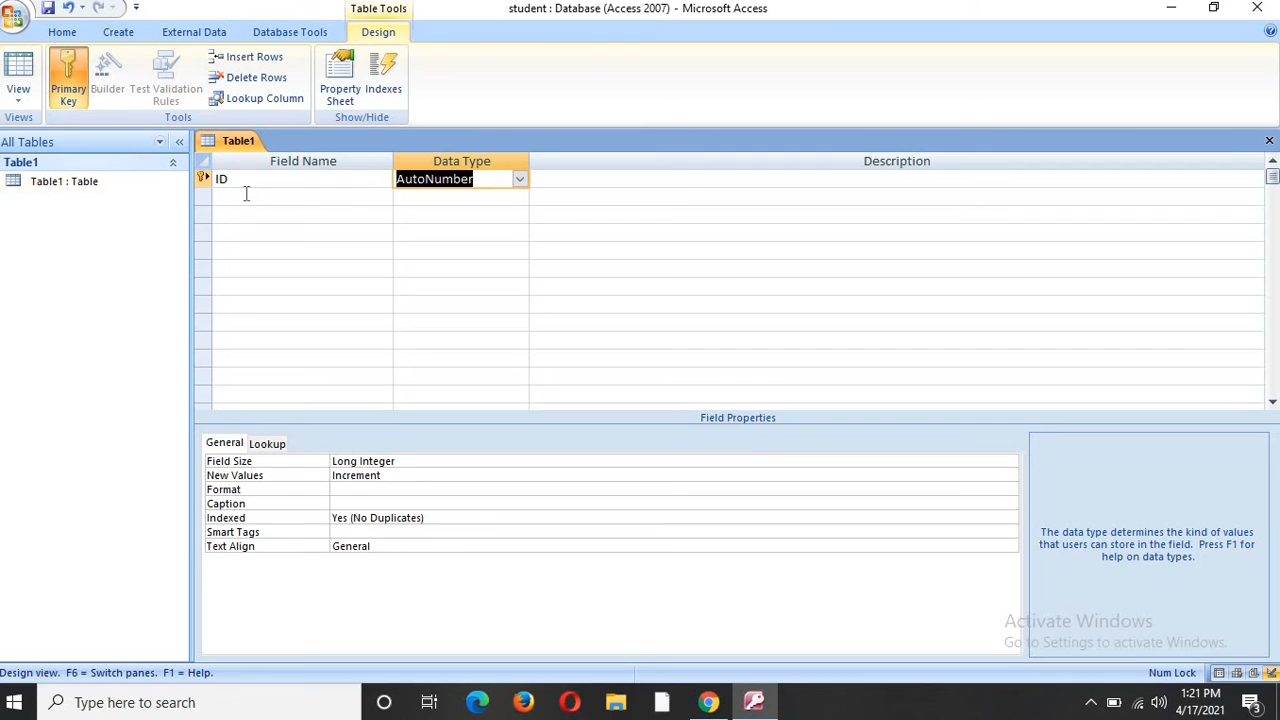 student : Database (Access 2007) - Microsoft Access
Table Tools
Home
Create
External Data
Database Tools
Design
View
Primary
Key
Builder
Test Validation
Rules
Insert Rows
Delete Rows
Lookup Column
Property
Sheet
Indexes
Views
Tools
Show/Hide
All Tables
Table1
Table1 : Table
Table1
Field Name
Data Type
Description
ID
AutoNumber
Field Properties
General
Lookup
Field Size
Long Integer
New Values
Increment
Format
Caption
Indexed
Yes (No Duplicates)
Smart Tags
Text Align
General
The data type determines the kind of values
that users can store in the field. Press F1 for
help on data types.
Activate Windows
Go to Settings to activate Windows.
Design view. F6 = Switch panes. F1 = Help.
Num Lock
Type here to search
1:21 PM
4/17/2021
3